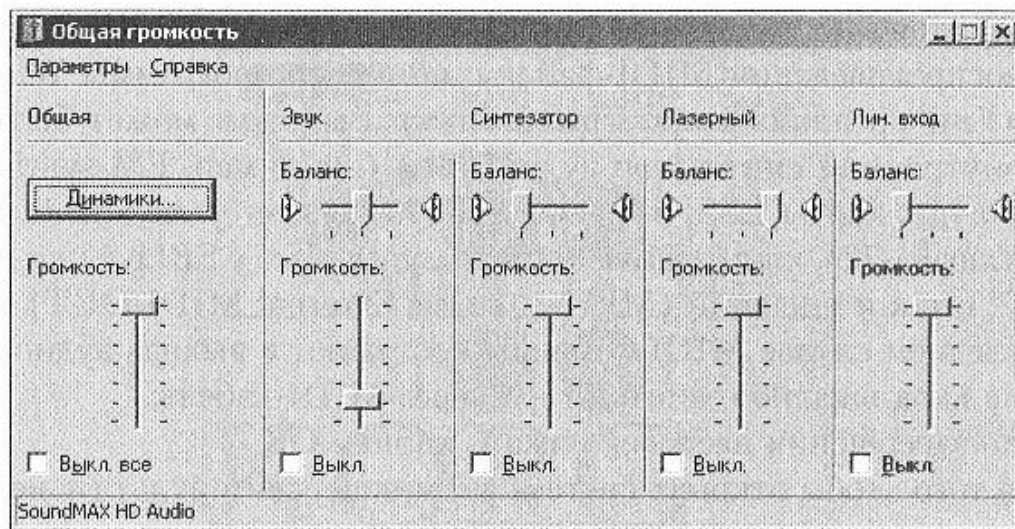 Общая громкость
Параметры Справка
Общая Звук Синтезатор Лазерный Лин. вход
Баланс: Баланс: Баланс: Баланс:
Динамики...
Громкость: Громкость: Громкость: Громкость: Громкость:
Выкл. все Выкл. Выкл. Выкл. Выкл.
SoundMAX HD Audio